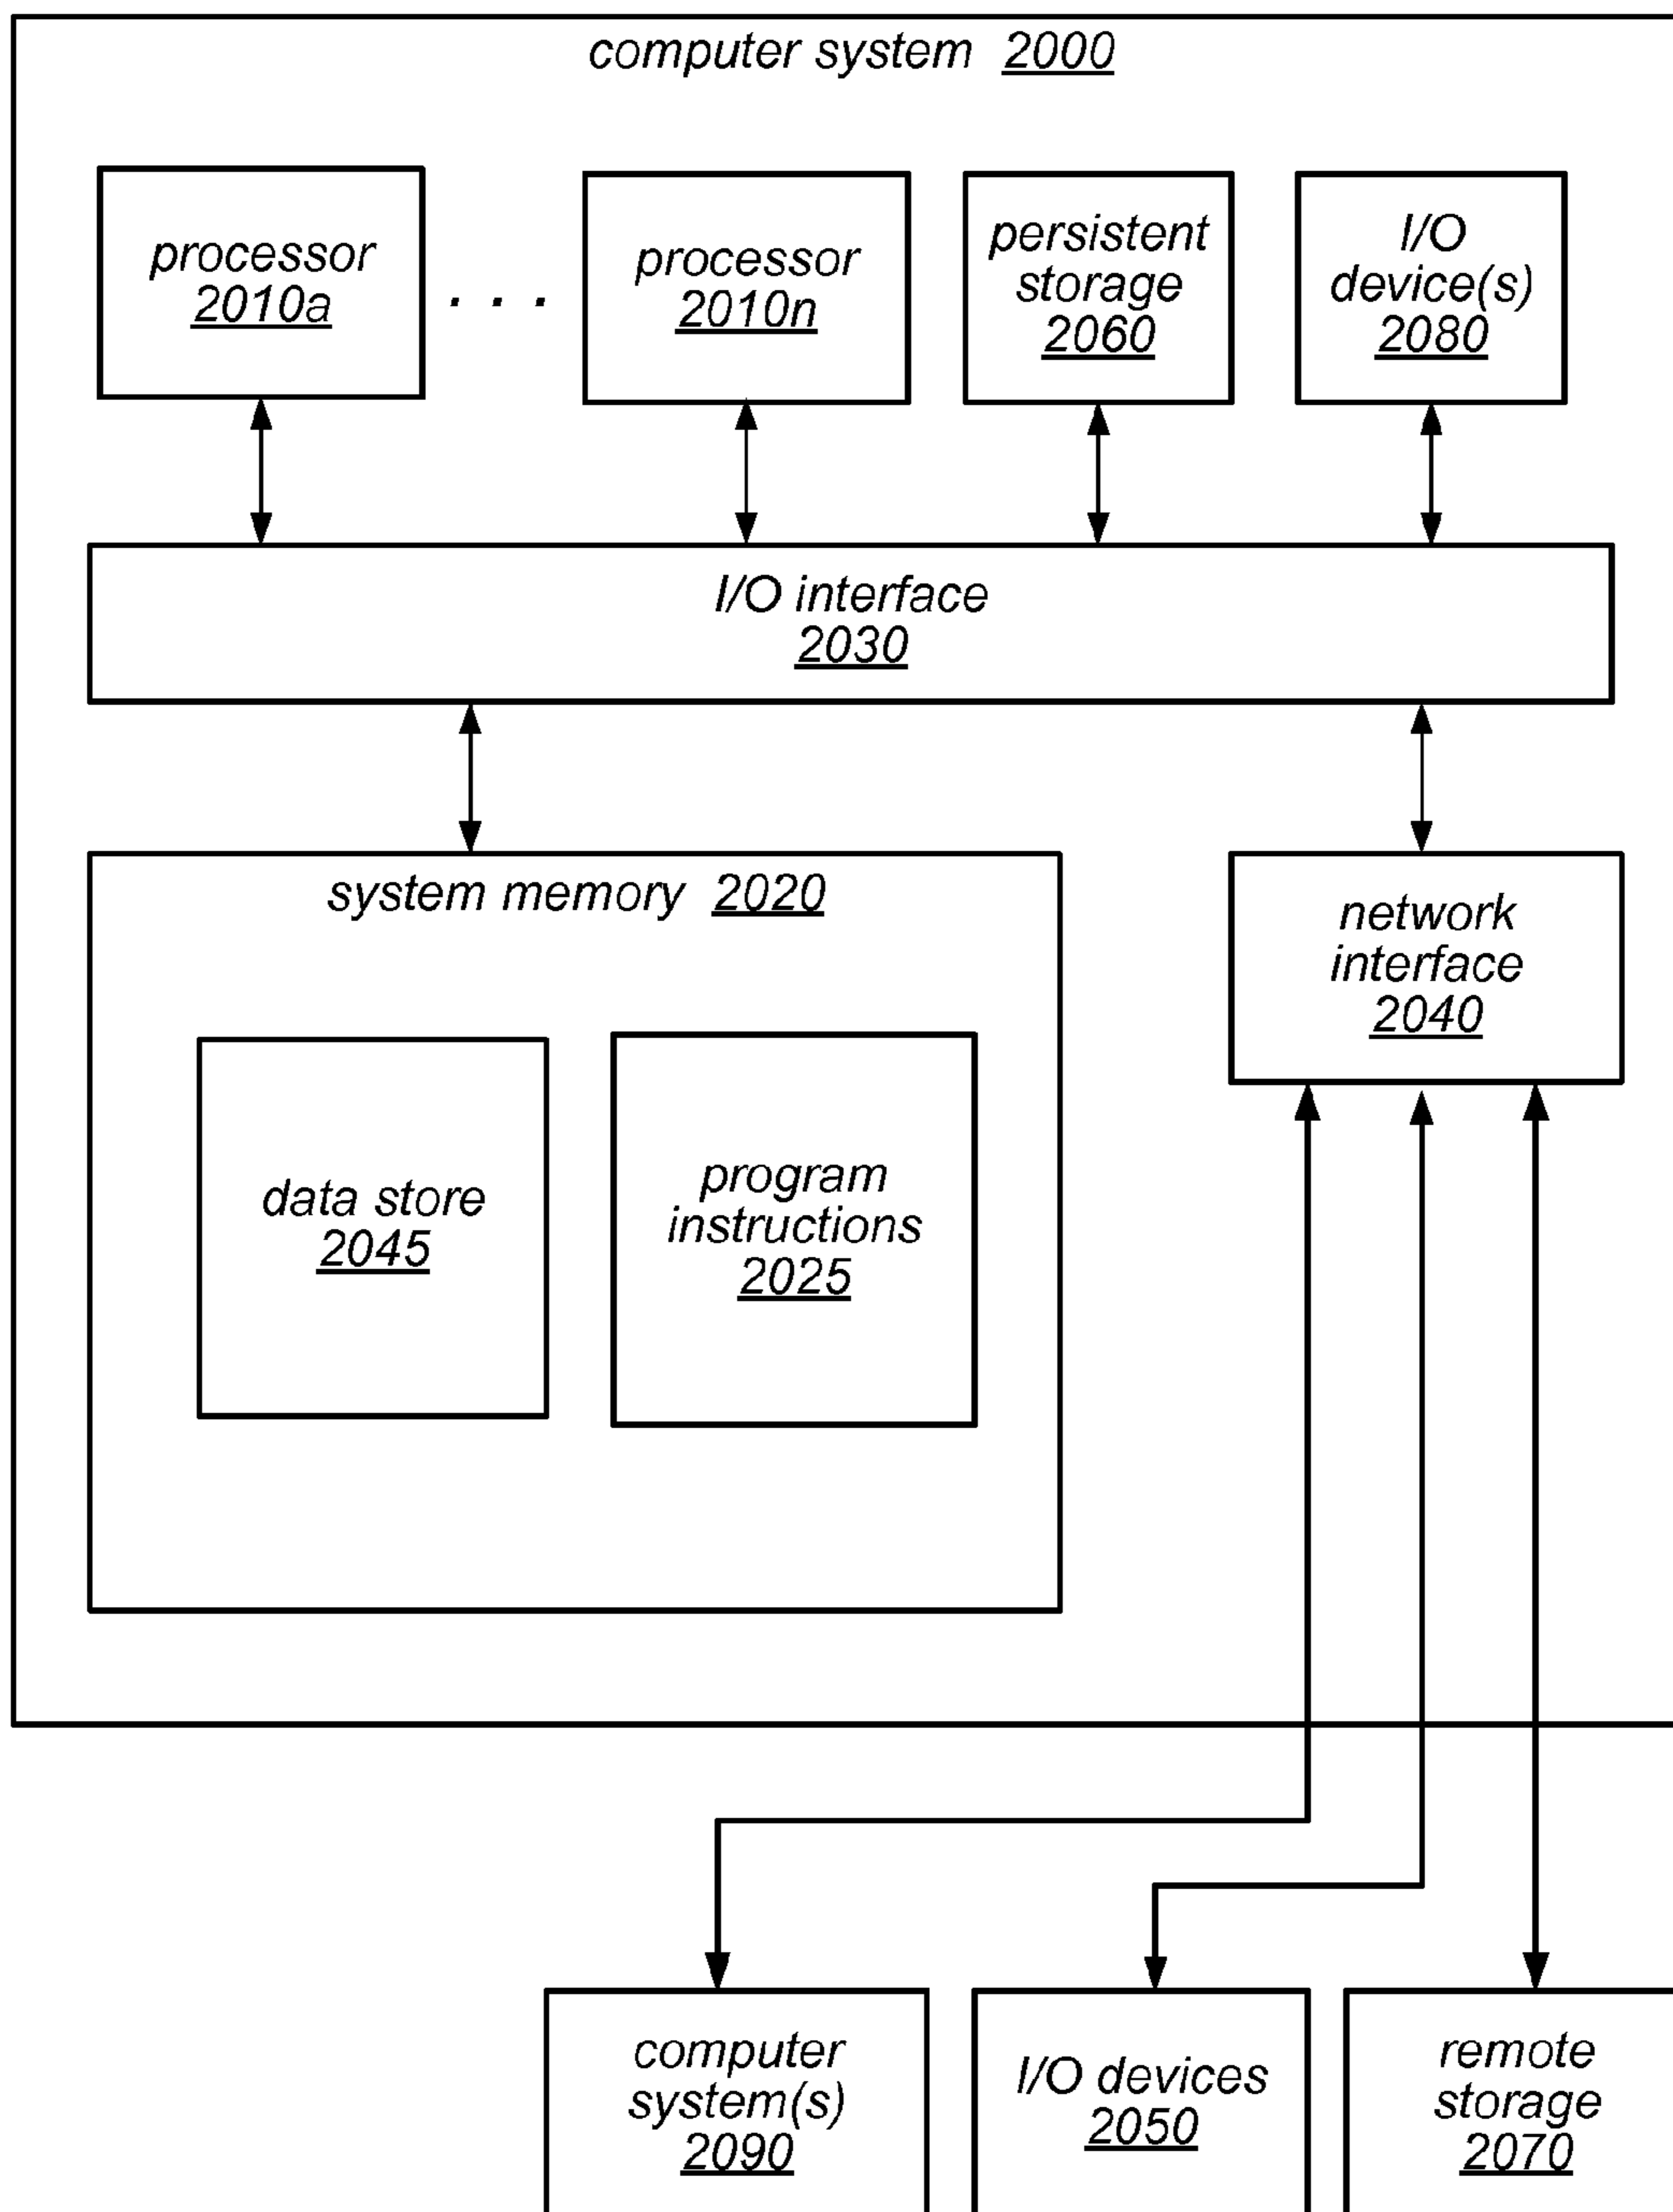 computer system 2000
processor
2010a
. . .
processor
2010n
persistent
storage
2060
I/O
device(s)
2080
I/O interface
2030
system memory 2020
network
interface
2040
data store
2045
program
instructions
2025
computer
system(s)
2090
I/O devices
2050
remote
storage
2070